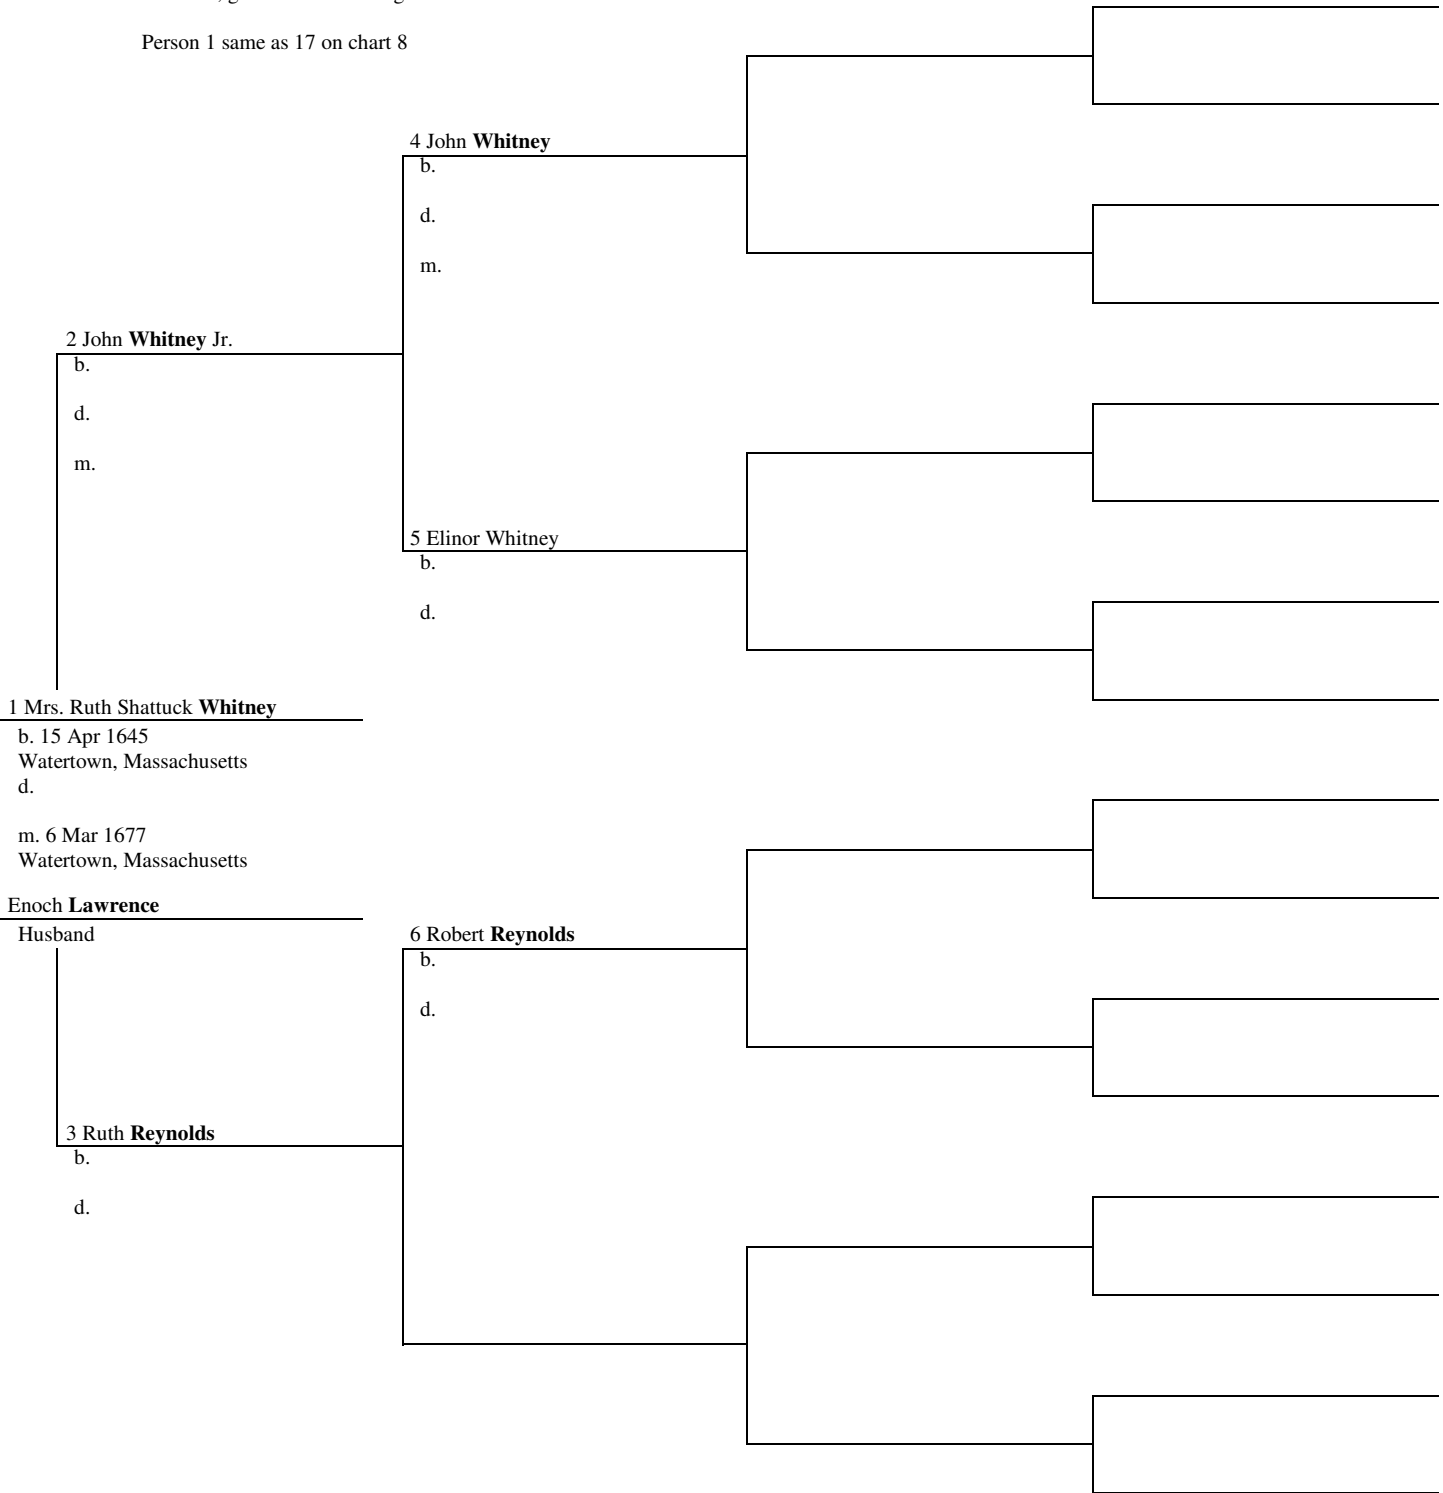 Person 1 same as 17 on chart 8
4 John Whitney
b.
d.
m.
2 John Whitney Jr.
b.
d.
m.
5 Elinor Whitney
b.
d.
1 Mrs. Ruth Shattuck Whitney
b. 15 Apr 1645
Watertown, Massachusetts
d.
m. 6 Mar 1677
Watertown, Massachusetts
Enoch Lawrence
Husband
6 Robert Reynolds
b.
d.
3 Ruth Reynolds
b.
d.